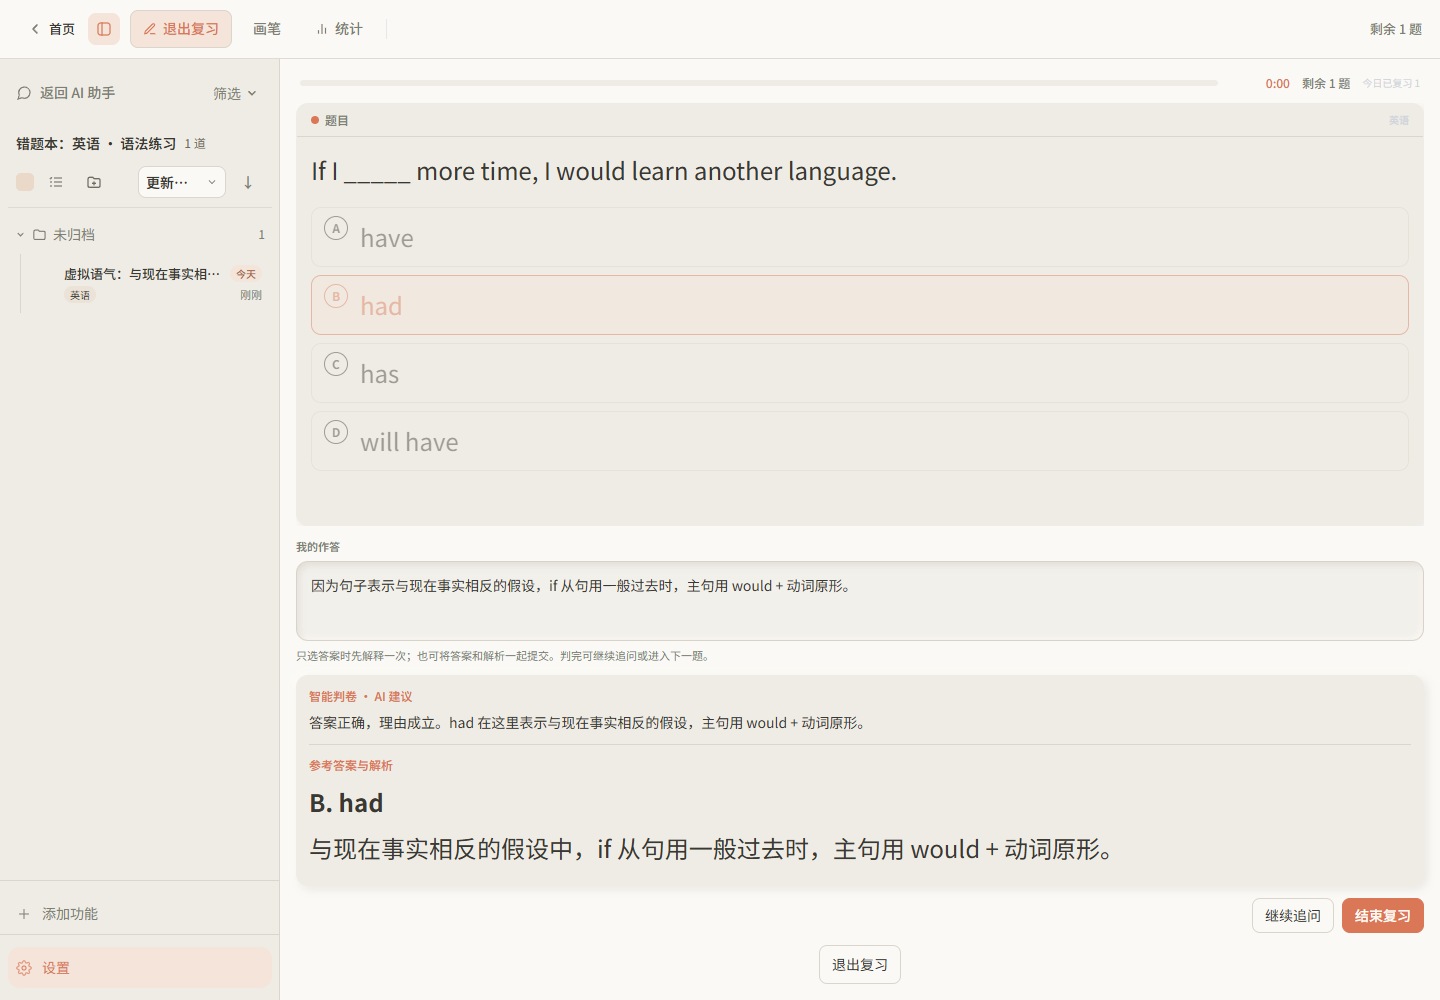 首页
退出复习
画笔
统计
剩余 1 题
返回 AI 助手
筛选
错题本：英语 · 语法练习 1 道
更新…
未归档 1
虚拟语气：与现在事实相… 今天
英语 刚刚
添加功能
设置
0:00 剩余 1 题 今日已复习 1
题目 英语
If I _____ more time, I would learn another language.
A have
B had
C has
D will have
我的作答
因为句子表示与现在事实相反的假设，if 从句用一般过去时，主句用 would + 动词原形。
只选答案时先解释一次；也可将答案和解析一起提交。判完可继续追问或进入下一题。
智能判卷 · AI 建议
答案正确，理由成立。had 在这里表示与现在事实相反的假设，主句用 would + 动词原形。
参考答案与解析
B. had
与现在事实相反的假设中，if 从句用一般过去时，主句用 would + 动词原形。
继续追问 结束复习
退出复习